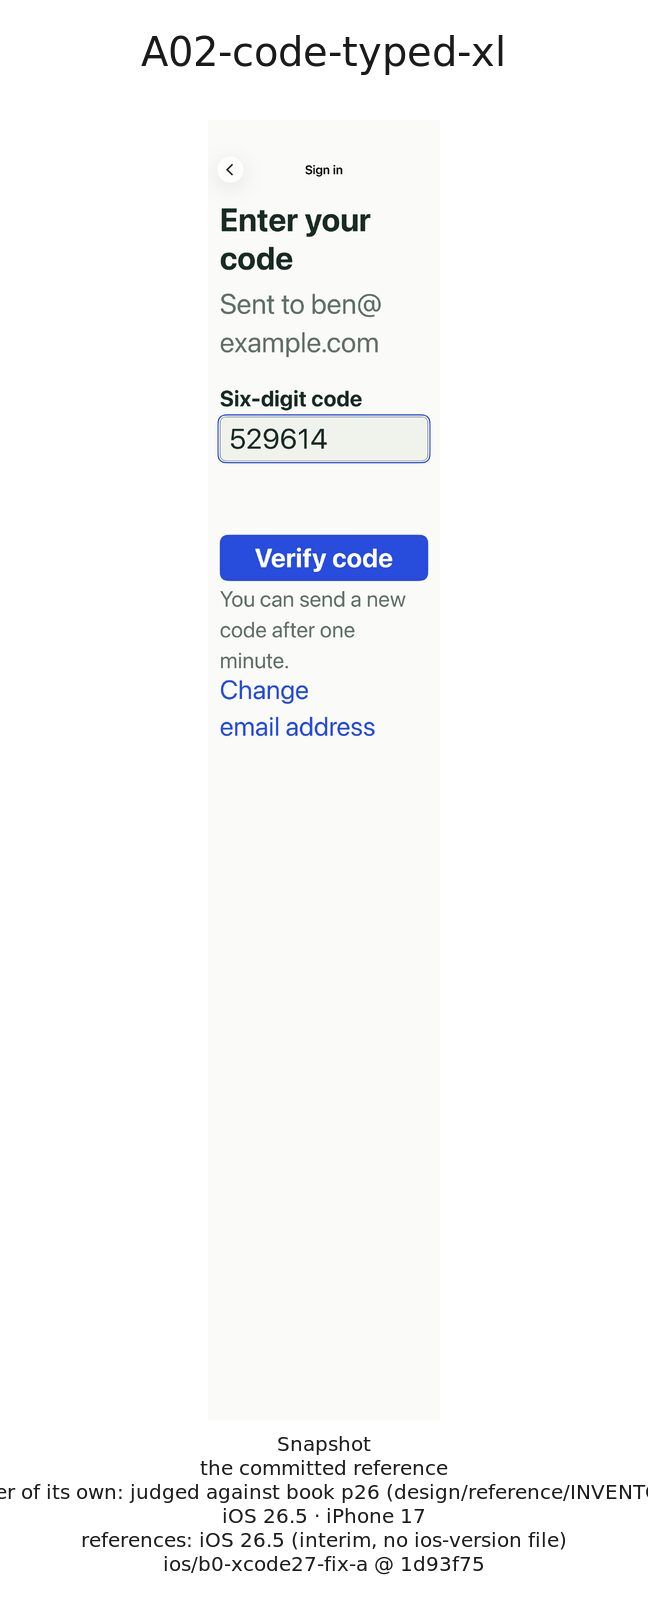 A02-code-typed-xl
Sign in
Enter your
code
Sent to ben@
example.com
Six-digit code
529614
Verify code
You can send a new
code after one
minute.
Change
email address
Snapshot
the committed reference
of its own: judged against book p26 (design/reference/
iOS 26.5 · iPhone 17
references: iOS 26.5 (interim, no ios-version file)
ios/b0-xcode27-fix-a @ 1d93f75